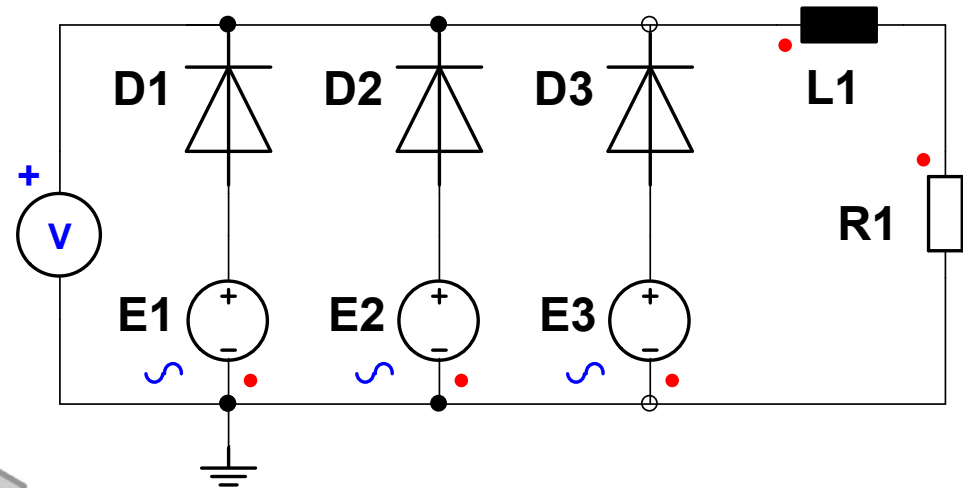 D1 D2 D3 L1
+
V R1
E1 + E2 + E3 +
− − −